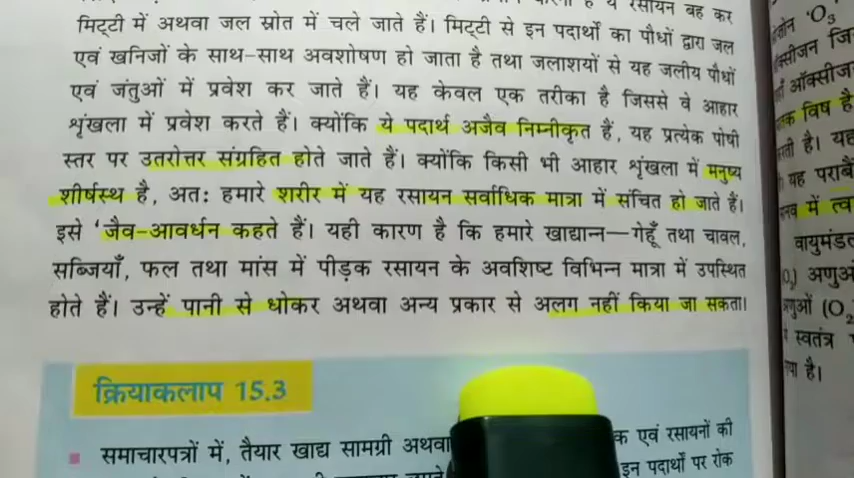 ये रसायन बह कर
मिट्टी में अथवा जल स्रोत में चले जाते हैं। मिट्टी से इन पदार्थों का पौधों द्वारा जल
एवं खनिजों के साथ-साथ अवशोषण हो जाता है तथा जलाशयों से यह जलीय पौधों
एवं जंतुओं में प्रवेश कर जाते हैं। यह केवल एक तरीका है जिससे वे आहार
शृंखला में प्रवेश करते हैं। क्योंकि ये पदार्थ अजैव निम्नीकृत हैं, यह प्रत्येक पोषी
स्तर पर उतरोत्तर संग्रहित होते जाते हैं। क्योंकि किसी भी आहार शृंखला में मनुष्य
शीर्षस्थ है, अतः हमारे शरीर में यह रसायन सर्वाधिक मात्रा में संचित हो जाते हैं।
इसे 'जैव-आवर्धन कहते हैं। यही कारण है कि हमारे खाद्यान्न—गेहूँ तथा चावल,
सब्जियाँ, फल तथा मांस में पीड़क रसायन के अवशिष्ट विभिन्न मात्रा में उपस्थित
होते हैं। उन्हें पानी से धोकर अथवा अन्य प्रकार से अलग नहीं किया जा सकता।
क्रियाकलाप 15.3
समाचारपत्रों में, तैयार खाद्य सामग्री अथवा
एवं रसायनों की
इन पदार्थों पर रोक
O₃
विष है
है। यह
यह
में
वायुमंडल
अणुओं
(O₂
स्वतंत्र
है।